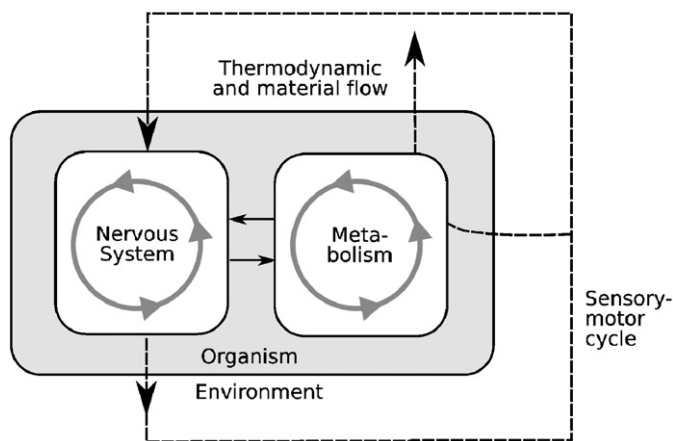 Thermodynamic
and material flow
Nervous
System
Meta-
bolism
Sensory-
motor
cycle
Organism
Environment